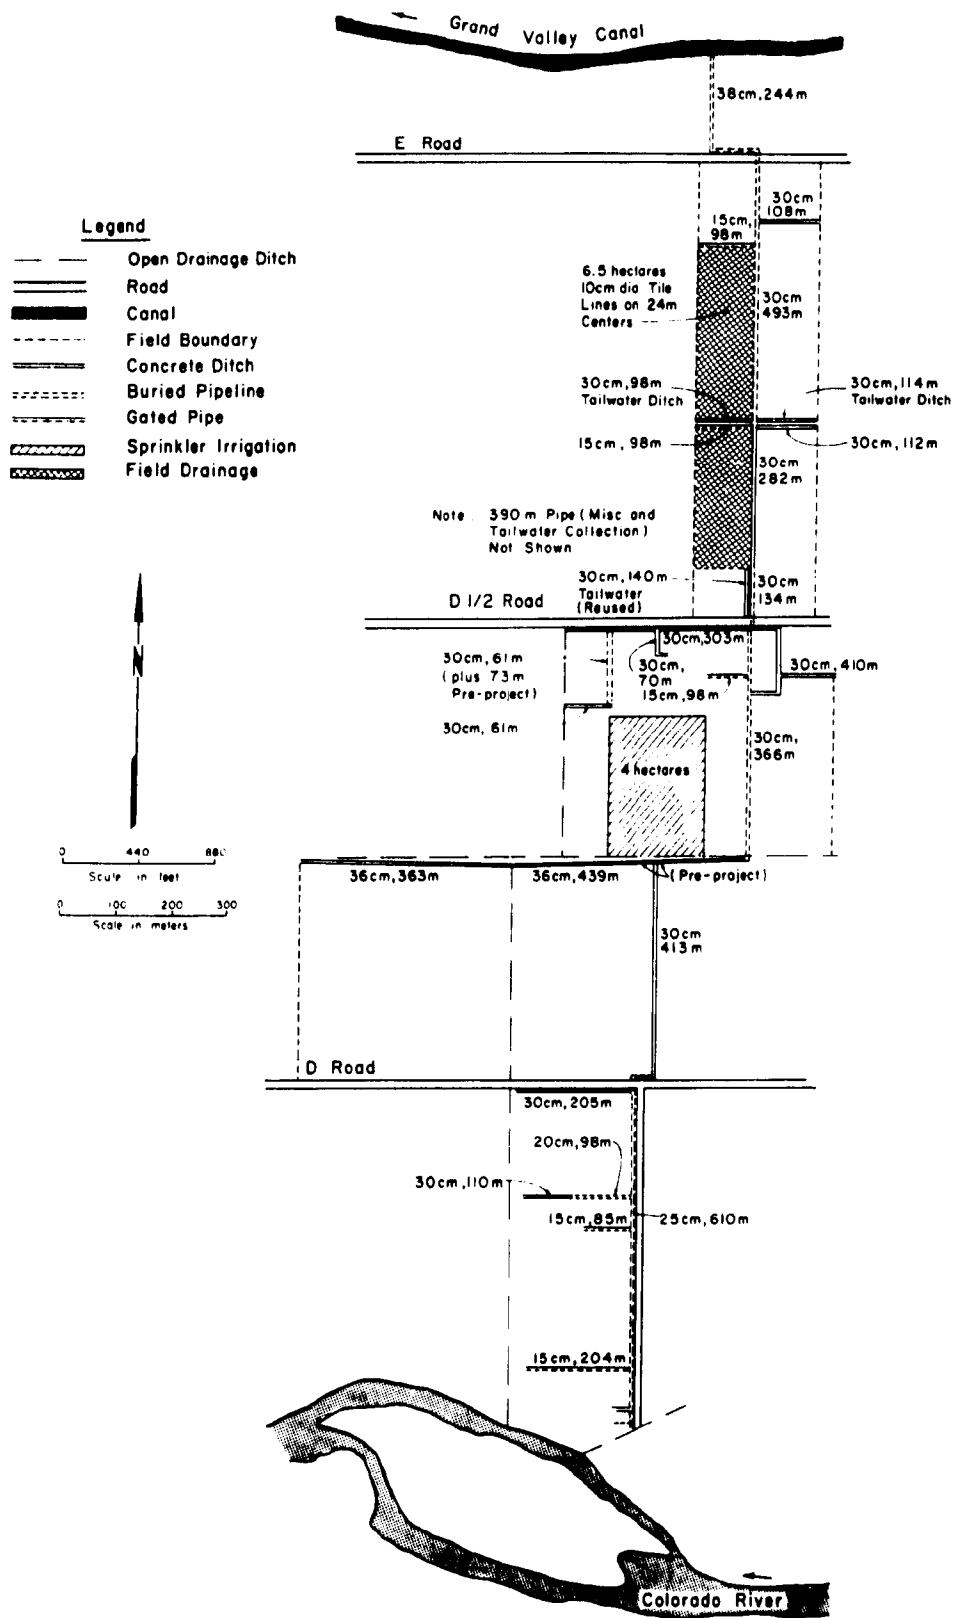 Grand Valley Canal
38cm, 244m
E Road
30cm
108m
15cm,
98m
Legend
Open Drainage Ditch
Road
Canal
Field Boundary
Concrete Ditch
Buried Pipeline
Gated Pipe
Sprinkler Irrigation
Field Drainage
6.5 hectares
10cm dia Tile
Lines on 24m
Centers
30cm
493m
30cm, 98m
Tailwater Ditch
30cm, 114m
Tailwater Ditch
15cm, 98m
30cm, 112m
30cm
282m
Note: 390 m Pipe (Misc and
Tailwater Collection)
Not Shown
30cm, 140m
Tailwater
(Reused)
30cm
134m
D 1/2 Road
N
30cm, 303m
30cm, 61m
(plus 73m
Pre-project)
30cm,
70m
30cm, 410m
15cm, 98m
30cm, 61m
30cm,
366m
4 hectares
0 440 880
Scale in feet
36cm, 363m
36cm, 439m
(Pre-project)
0 100 200 300
Scale in meters
30cm
413m
D Road
30cm, 205m
20cm, 98m
30cm, 110m
15cm, 85m
25cm, 610m
15cm, 204m
Colorado River